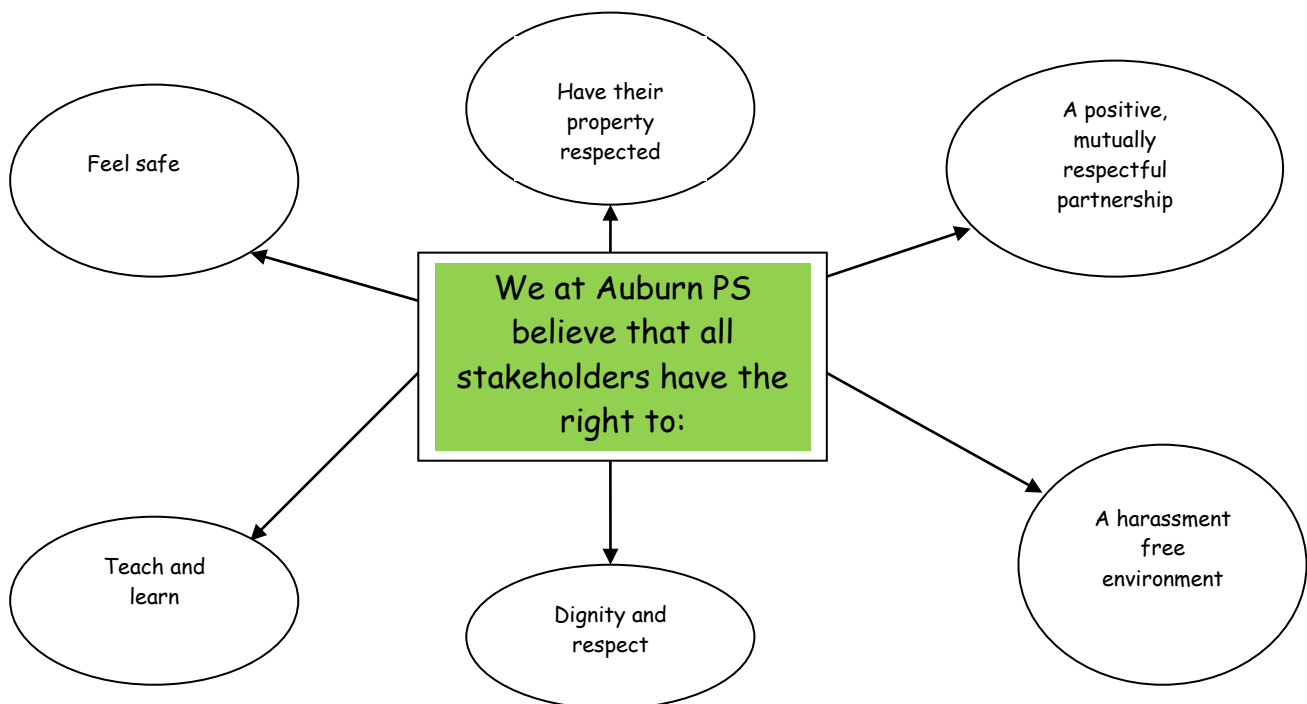 Have their
property
respected
A positive,
mutually
respectful
partnership
Feel safe
We at Auburn PS
believe that all
stakeholders have the
right to:
A harassment
free
environment
Teach and
learn
Dignity and
respect